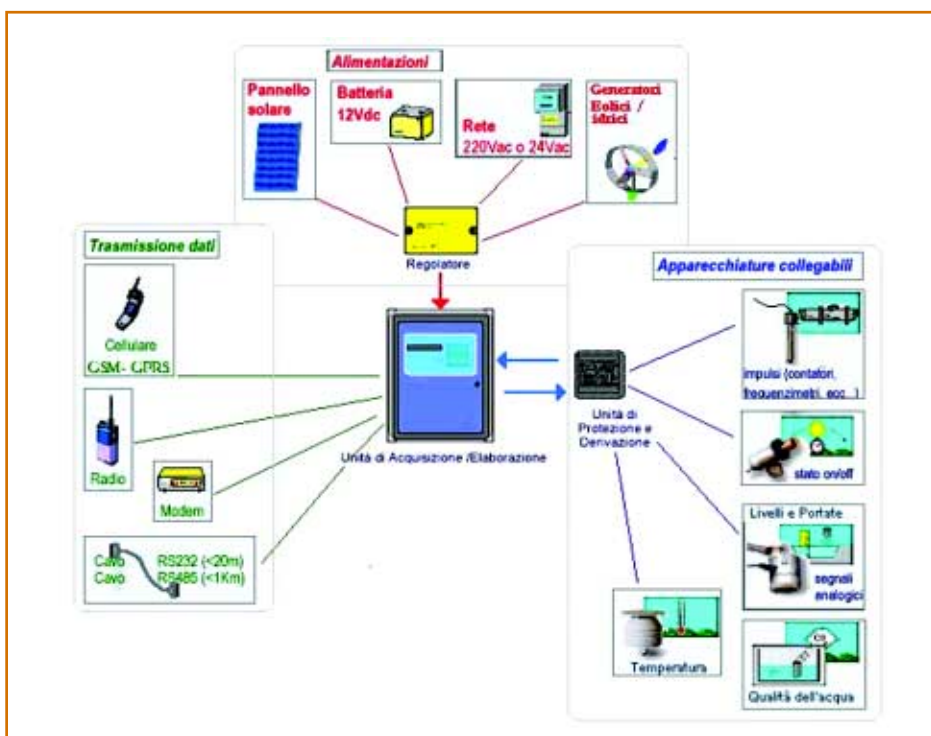 Alimentazioni
Pannello
solare
Batteria
12Vdc
Rete
220Vac o 24Vac
Generatori
Eolici /
idrici
Regolatore
Trasmissione dati
Cellulare
GSM- GPRS
Radio
Modem
Cavo RS232 (<20m)
Cavo RS485 (<1Km)
Unità di Acquisizione /Elaborazione
Unità di
Protezione e
Derivazione
Apparecchiature collegabili
impulsi (contatori,
frequenzimetri, ecc...)
stato on/off
Livelli e Portate
segnali
analogici
Temperatura
Qualità dell'acqua